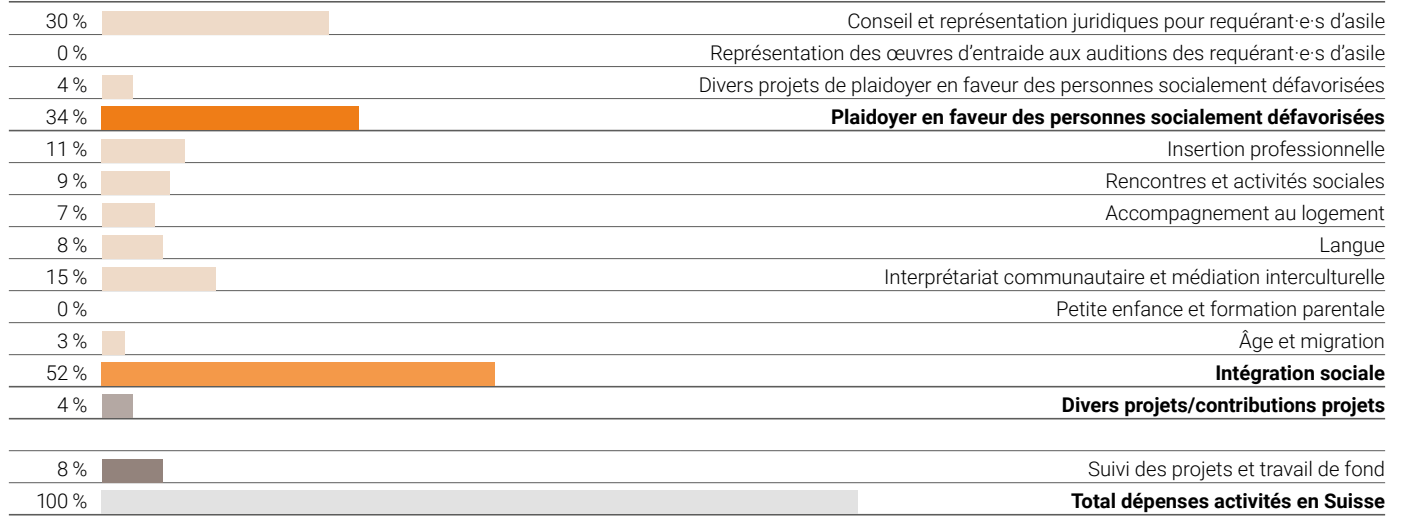 30 % Conseil et représentation juridiques pour requérant·e·s d’asile
0 % Représentation des œuvres d’entraide aux auditions des requérant·e·s d’asile
4 % Divers projets de plaidoyer en faveur des personnes socialement défavorisées
34 % Plaidoyer en faveur des personnes socialement défavorisées
11 % Insertion professionnelle
9 % Rencontres et activités sociales
7 % Accompagnement au logement
8 % Langue
15 % Interprétariat communautaire et médiation interculturelle
0 % Petite enfance et formation parentale
3 % Âge et migration
52 % Intégration sociale
4 % Divers projets/contributions projets
8 % Suivi des projets et travail de fond
100 % Total dépenses activités en Suisse